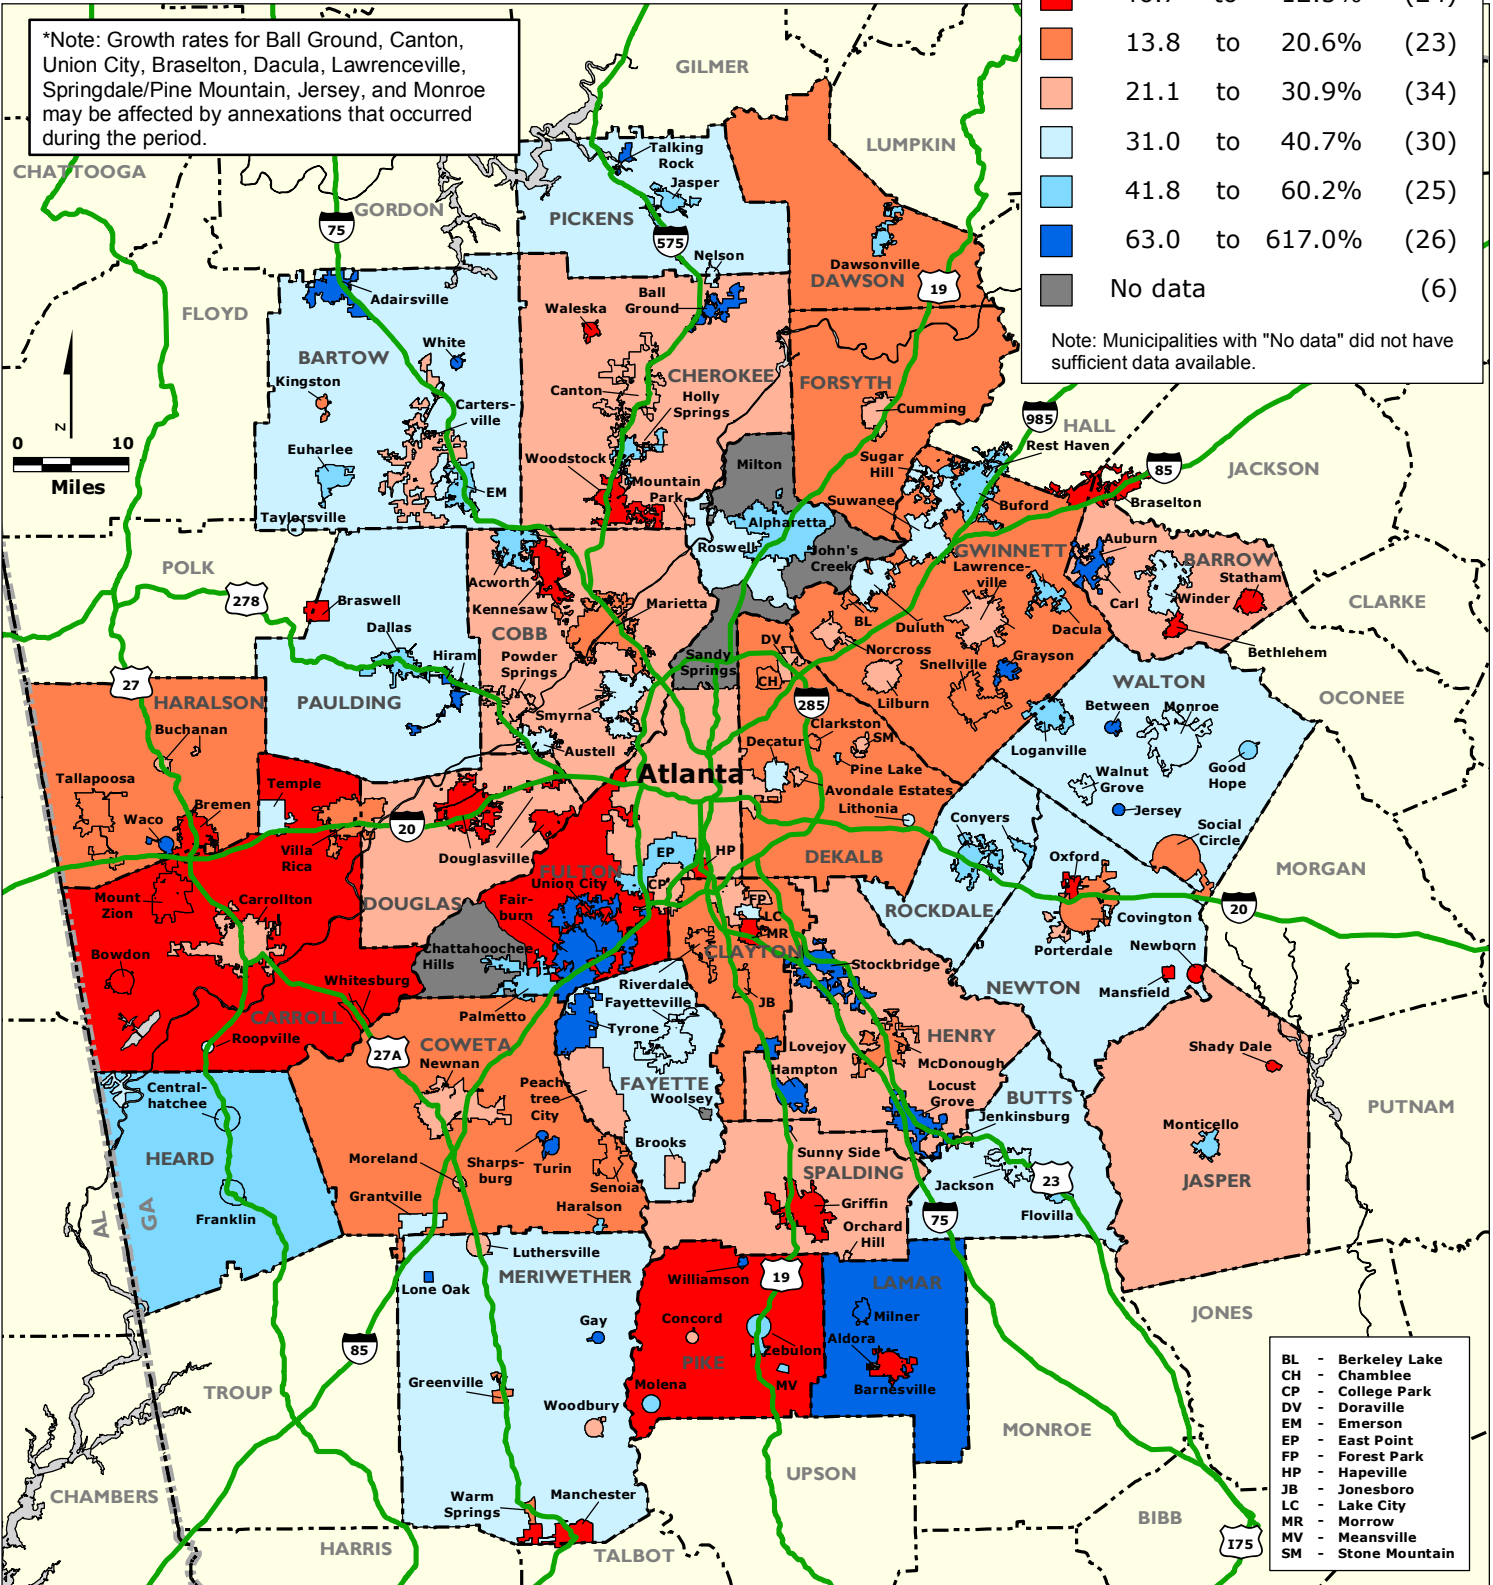 *Note: Growth rates for Ball Ground, Canton,
Union City, Braselton, Dacula, Lawrenceville,
Springdale/Pine Mountain, Jersey, and Monroe
may be affected by annexations that occurred
during the period.
13.8 to 20.6% (23)
21.1 to 30.9% (34)
31.0 to 40.7% (30)
41.8 to 60.2% (25)
63.0 to 617.0% (26)
No data (6)
Note: Municipalities with "No data" did not have
sufficient data available.
GILMER
LUMPKIN
CHATTOOGA
GORDON
75
Talking
Rock
Jasper
PICKENS
575
Nelson
Dawsonville
DAWSON
19
FLOYD
Adairsville
Ball
Ground
Waleska
White
BARTOW
Kingston
CHEROKEE
FORSYTH
Canton
Holly
Springs
Cumming
985
HALL
Carters-
ville
Rest Haven
N
0 10
Miles
Euharlee
Woodstock
Milton
Sugar
Hill
85
JACKSON
EM
Mountain
Park
Suwanee
Buford
Braselton
Taylorsville
Alpharetta
Roswell
John's
Creek
GWINNETT
Lawrence-
ville
Auburn
BARROW
Statham
POLK
278
Acworth
Kennesaw
Marietta
Braswell
BL
Duluth
Dacula
Carl
Winder
CLARKE
Dallas
COBB
Powder
Springs
DV
Norcross
Bethlehem
Hiram
Sandy
Springs
CH
Snellville
Grayson
27
HARALSON
PAULDING
285
Lilburn
WALTON
OCONEE
Buchanan
Smyrna
Clarkston
SM
Between
Monroe
Austell
Decatur
Loganville
Tallapoosa
Temple
Atlanta
Pine Lake
Walnut
Grove
Good
Hope
Bremen
Avondale Estates
Waco
Lithonia
Jersey
20
Conyers
Social
Circle
Villa
Rica
Douglasville
EP
HP
DEKALB
Oxford
MORGAN
FULTON
Union City
CP
Mount
Zion
Carrollton
DOUGLAS
Fair-
burn
FP
LC
ROCKDALE
Covington
20
MR
Bowdon
Chattahoochee
Hills
CLAYTON
Porterdale
Newborn
Whitesburg
Stockbridge
Riverdale
Mansfield
NEWTON
Palmetto
Fayetteville
JB
CARROLL
Tyrone
HENRY
Roopville
27A
COWETA
Lovejoy
McDonough
Shady Dale
Newnan
Hampton
Central-
hatchee
Peach-
tree
City
FAYETTE
Woolsey
Locust
Grove
BUTTS
Jenkinsburg
PUTNAM
Monticello
HEARD
Moreland
Sharps-
burg
Turin
Brooks
Sunny Side
SPALDING
JASPER
Grantville
Senoia
Jackson
23
AL
GA
Franklin
Haralson
Griffin
Orchard
Hill
75
Flovilla
Luthersville
MERIWETHER
Williamson
19
LAMAR
Lone Oak
JONES
Gay
Concord
Milner
85
Zebulon
Aldora
PIKE
TROUP
Greenville
Molena
MV
Barnesville
Woodbury
MONROE
UPSON
CHAMBERS
Warm
Springs
Manchester
BIBB
HARRIS
TALBOT
I75
BL - Berkeley Lake
CH - Chamblee
CP - College Park
DV - Doraville
EM - Emerson
EP - East Point
FP - Forest Park
HP - Hapeville
JB - Jonesboro
LC - Lake City
MR - Morrow
MV - Meansville
SM - Stone Mountain